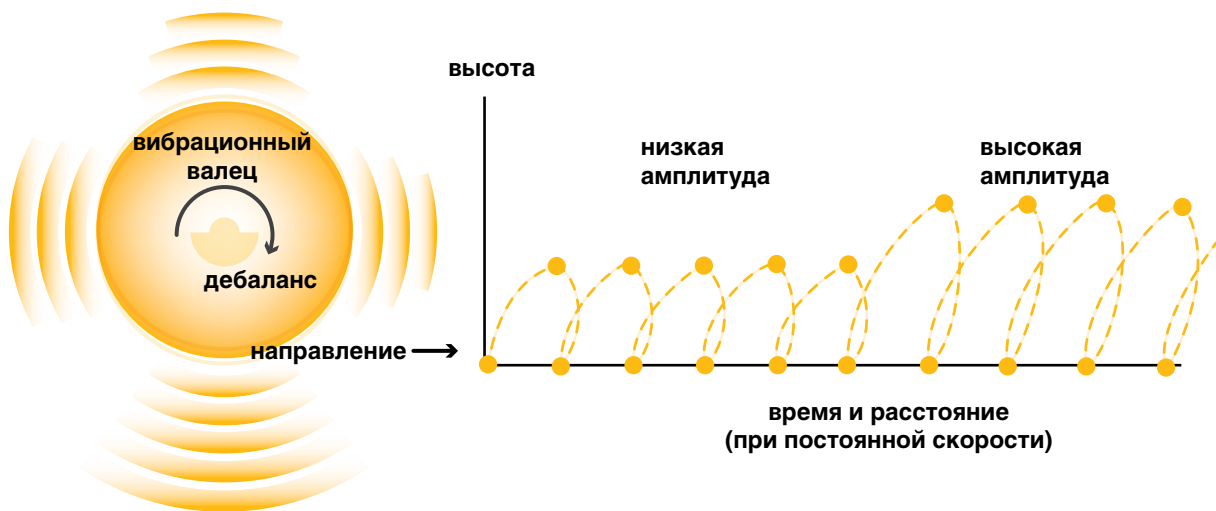 вибрационный
валец
дебаланс
направление
высота
низкая
амплитуда
высокая
амплитуда
время и расстояние
(при постоянной скорости)